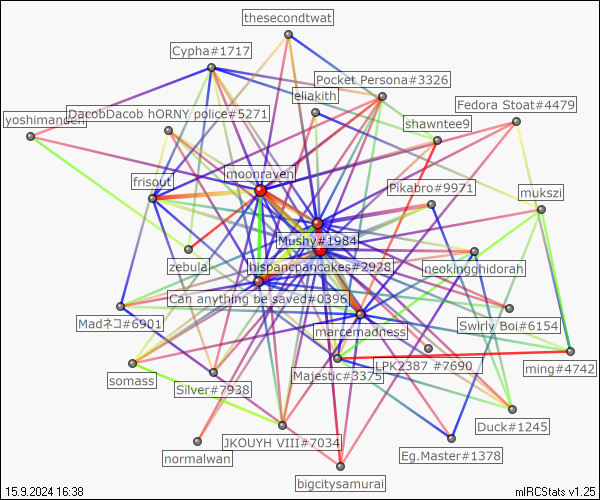 thesecondtwat
Cypha#1717
Pocket Persona#3326
eliakith
Fedora Stoat#4479
DacobDacob hORNY police#5271
yoshimanden
shawntee9
moonraven
frisout
Pikabro#9971
mukszi
Mushy#1984
zebula
hispancpancakes#2928
neokingghidorah
Can anything be saved#0396
Madネコ#6901
marcemadness
Swirly Boi#6154
LPK2387 #7690
ming#4742
somass
Silver#7938
Majestic#3375
Duck#1245
JKOUYH VIII#7034
normalwan
Eg.Master#1378
bigcitysamurai
15.9.2024 16:38
mIRCStats v1.25